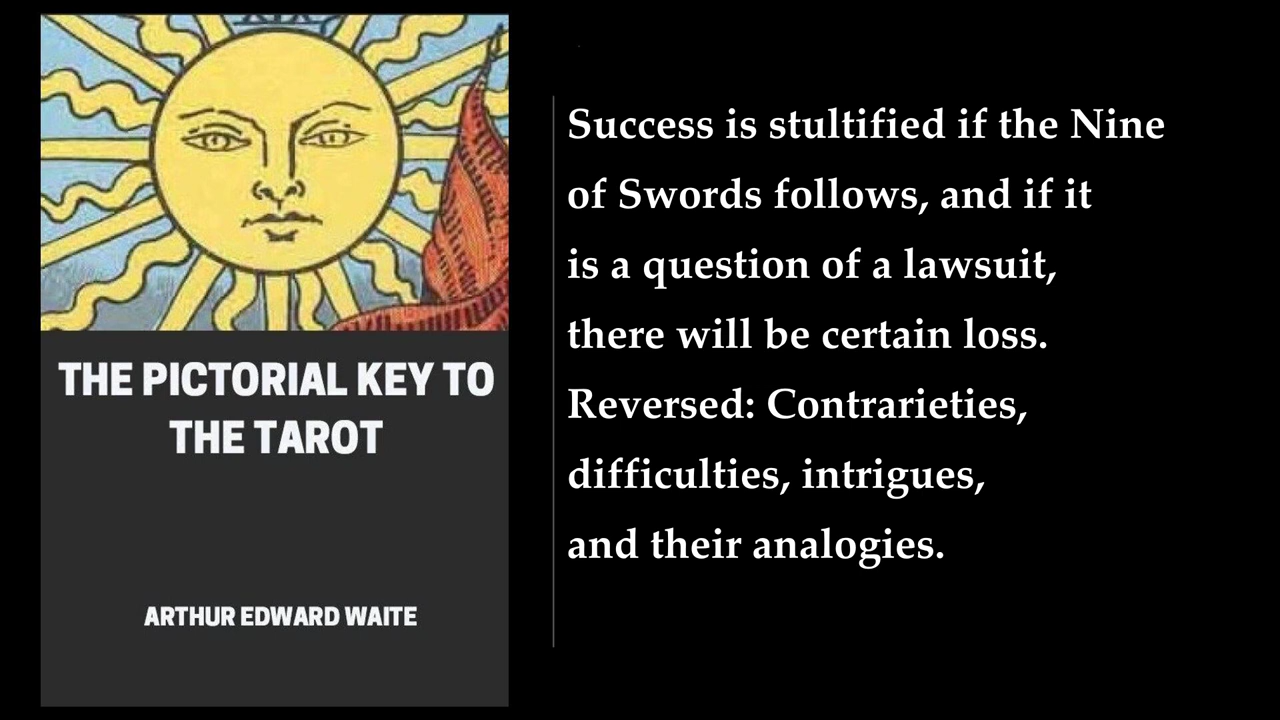 XIX
THE PICTORIAL KEY TO
THE TAROT
ARTHUR EDWARD WAITE
Success is stultified if the Nine
of Swords follows, and if it
is a question of a lawsuit,
there will be certain loss.
Reversed: Contrarieties,
difficulties, intrigues,
and their analogies.